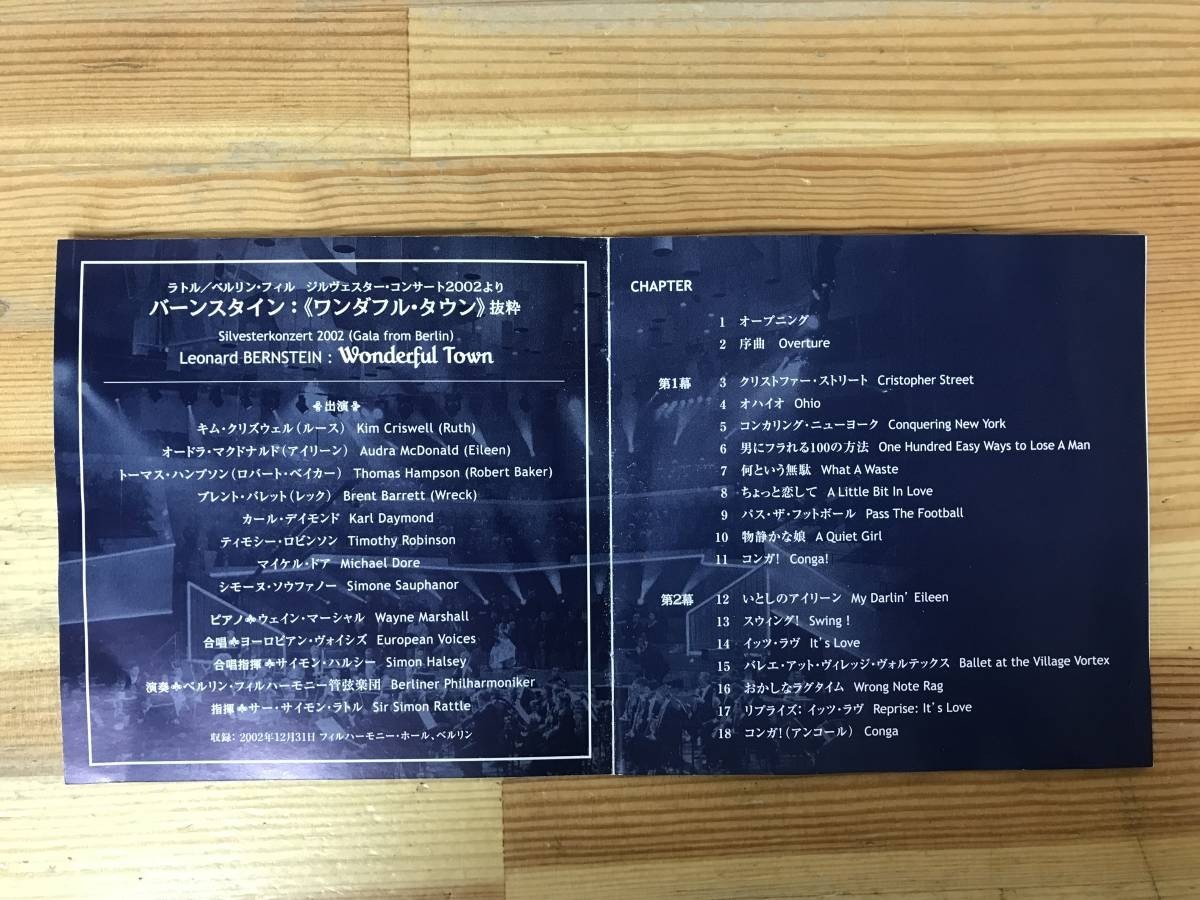 ラトル／ベルリン・フィル　ジルヴェスター・コンサート2002より
バーンスタイン：《ワンダフル・タウン》抜粋
Silvesterkonzert 2002 (Gala from Berlin)
Leonard BERNSTEIN : Wonderful Town
出演
キム・クリズウェル（ルース） Kim Criswell (Ruth)
オードラ・マクドナルド（アイリーン） Audra McDonald (Eileen)
トーマス・ハンプソン（ロバート・ベイカー） Thomas Hampson (Robert Baker)
ブレント・バレット（レック） Brent Barrett (Wreck)
カール・デイモンド Karl Daymond
ティモシー・ロビンソン Timothy Robinson
マイケル・ドア Michael Dore
シモーヌ・ソウファノー Simone Sauphanor
ピアノ✤ウェイン・マーシャル Wayne Marshall
合唱✤ヨーロピアン・ヴォイシズ European Voices
合唱指揮✤サイモン・ハルシー Simon Halsey
演奏✤ベルリン・フィルハーモニー管弦楽団 Berliner Philharmoniker
指揮✤サー・サイモン・ラトル Sir Simon Rattle
収録：2002年12月31日 フィルハーモニー・ホール、ベルリン
CHAPTER
1 オープニング
2 序曲 Overture
第1幕 3 クリストファー・ストリート Cristopher Street
4 オハイオ Ohio
5 コンカリング・ニューヨーク Conquering New York
6 男にフラれる100の方法 One Hundred Easy Ways to Lose A Man
7 何という無駄 What A Waste
8 ちょっと恋して A Little Bit In Love
9 パス・ザ・フットボール Pass The Football
10 物静かな娘 A Quiet Girl
11 コンガ！ Conga!
第2幕 12 いとしのアイリーン My Darlin' Eileen
13 スウィング！ Swing !
14 イッツ・ラヴ It's Love
15 バレエ・アット・ヴィレッジ・ヴォルテックス Ballet at the Village Vortex
16 おかしなラグタイム Wrong Note Rag
17 リプライズ：イッツ・ラヴ Reprise: It's Love
18 コンガ！（アンコール） Conga